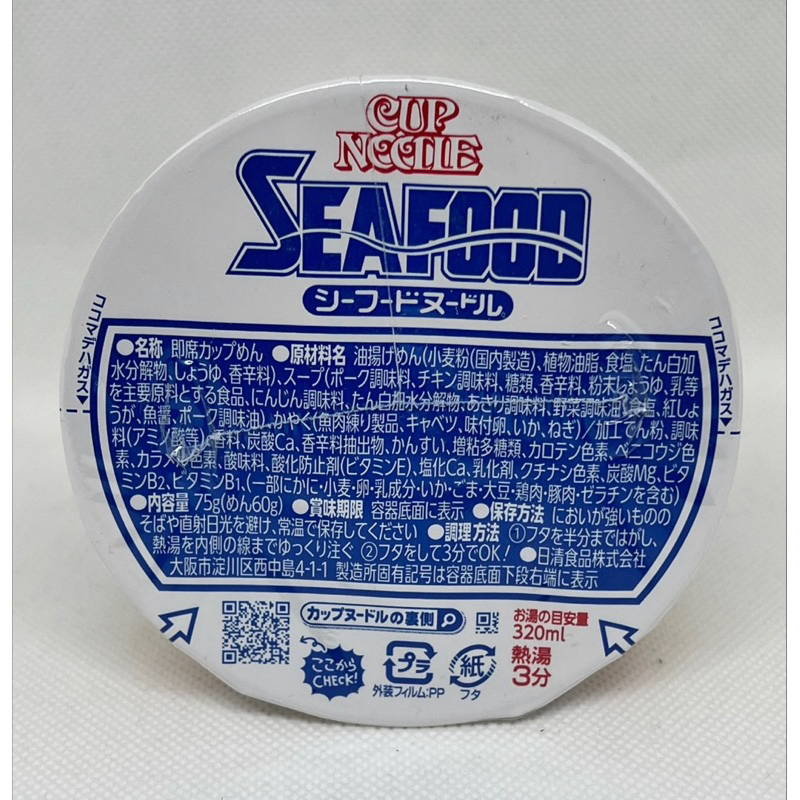 CUP
NOODLE
SEAFOOD
シーフードヌードル
ココマデハガス
ココマデハガス
●名称 即席カップめん ●原材料名 油揚げめん(小麦粉(国内製造)、植物油脂、食塩、たん白加
水分解物、しょうゆ、香辛料)、スープ(ポーク調味料、チキン調味料、糖類、香辛料、粉末しょうゆ、乳等
を主要原料とする食品、にんじん調味料、たん白加水分解物、あさり調味料、野菜調味油、食塩、紅しょ
うが、魚醤、ポーク調味油)、かやく(魚肉練り製品、キャベツ、味付卵、いか、ねぎ)/加工でん粉、調味
料(アミノ酸等)、香料、炭酸Ca、香辛料抽出物、かんすい、増粘多糖類、カロテン色素、ベニコウジ色
素、カラメル色素、酸味料、酸化防止剤(ビタミンE)、塩化Ca、乳化剤、クチナシ色素、炭酸Mg、ビタ
ミンB2、ビタミンB1、(一部にかに・小麦・卵・乳成分・いか・ごま・大豆・鶏肉・豚肉・ゼラチンを含む)
●内容量 75g(めん60g) ●賞味期限 容器底面に表示 ●保存方法 においが強いものの
そばや直射日光を避け、常温で保存してください ●調理方法 ①フタを半分まではがし、
熱湯を内側の線までゆっくり注ぐ ②フタをして3分でOK! ●日清食品株式会社
大阪市淀川区西中島4-1-1 製造所固有記号は容器底面下段右端に表示
カップヌードルの裏側
ここから
CHECK!
プラ
外装フィルム:PP
紙
フタ
お湯の目安量
320ml
熱湯
3分